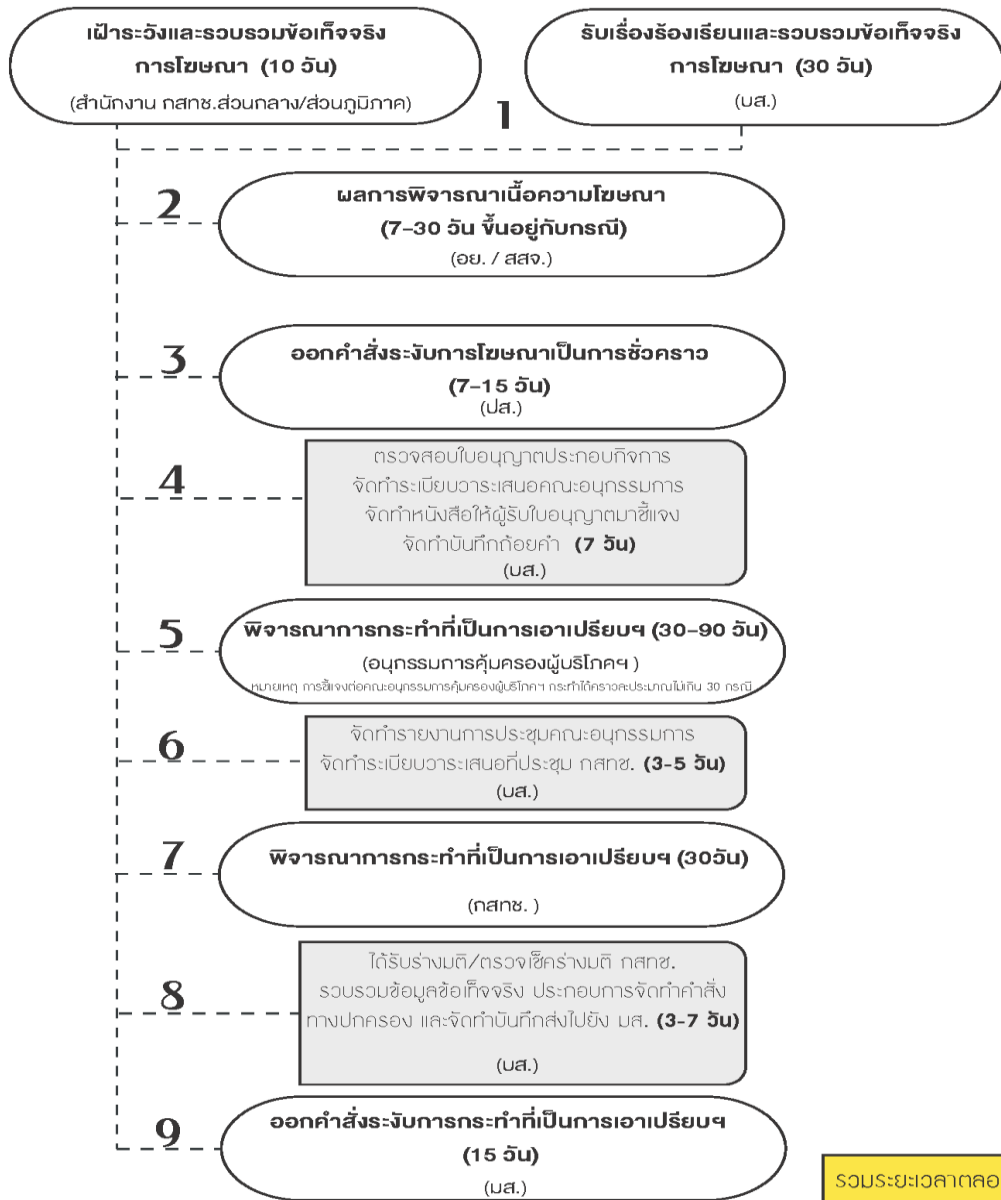 เฝ้าระวังและรวบรวมข้อเท็จจริง
การโฆษณา (10 วัน)
(สำนักงาน กสทช.ส่วนกลาง/ส่วนภูมิภาค)
รับเรื่องร้องเรียนและรวบรวมข้อเท็จจริง
การโฆษณา (30 วัน)
(บส.)
1
2
ผลการพิจารณาเนื้อความโฆษณา
(7-30 วัน ขึ้นอยู่กับกรณี)
(อย. / สสจ.)
3
ออกคำสั่งระงับการโฆษณาเป็นการชั่วคราว
(7-15 วัน)
(ปส.)
4
ตรวจสอบใบอนุญาตประกอบกิจการ
จัดทำระเบียบวาระเสนอคณะอนุกรรมการ
จัดทำหนังสือให้ผู้รับใบอนุญาตมาชี้แจง
จัดทำบันทึกถ้อยคำ (7 วัน)
(บส.)
5
พิจารณาการกระทำที่เป็นการเอาเปรียบฯ (30-90 วัน)
(อนุกรรมการคุ้มครองผู้บริโภคฯ )
หมายเหตุ การชี้แจงต่อคณะอนุกรรมการคุ้มครองผู้บริโภคฯ กระทำได้คราวละประมาณไม่เกิน 30 กรณี
6
จัดทำรายงานการประชุมคณะอนุกรรมการ
จัดทำระเบียบวาระเสนอที่ประชุม กสทช. (3-5 วัน)
(บส.)
7
พิจารณาการกระทำที่เป็นการเอาเปรียบฯ (30วัน)
(กสทช. )
8
ได้รับร่างมติ/ตรวจเช็คร่างมติ กสทช.
รวบรวมข้อมูลข้อเท็จจริง ประกอบการจัดทำคำสั่ง
ทางปกครอง และจัดทำบันทึกส่งไปยัง มส. (3-7 วัน)
(บส.)
9
ออกคำสั่งระงับการกระทำที่เป็นการเอาเปรียบฯ
(15 วัน)
(มส.)
รวมระยะเวลาตลอ